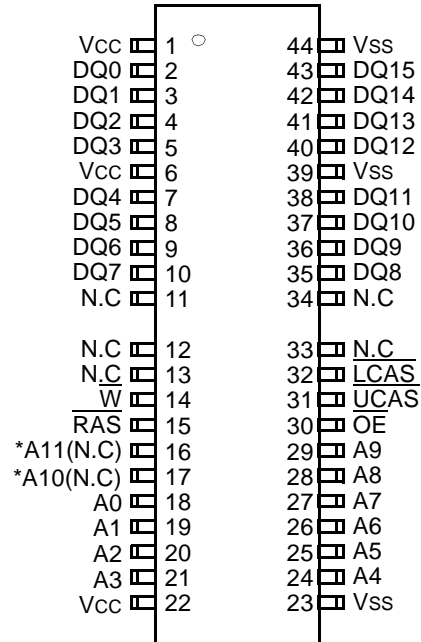 Vcc 1 44 Vss
DQ0 2 43 DQ15
DQ1 3 42 DQ14
DQ2 4 41 DQ13
DQ3 5 40 DQ12
Vcc 6 39 Vss
DQ4 7 38 DQ11
DQ5 8 37 DQ10
DQ6 9 36 DQ9
DQ7 10 35 DQ8
N.C 11 34 N.C
N.C 12 33 N.C
N.C 13 32 LCAS
W 14 31 UCAS
RAS 15 30 OE
*A11(N.C) 16 29 A9
*A10(N.C) 17 28 A8
A0 18 27 A7
A1 19 26 A6
A2 20 25 A5
A3 21 24 A4
Vcc 22 23 Vss